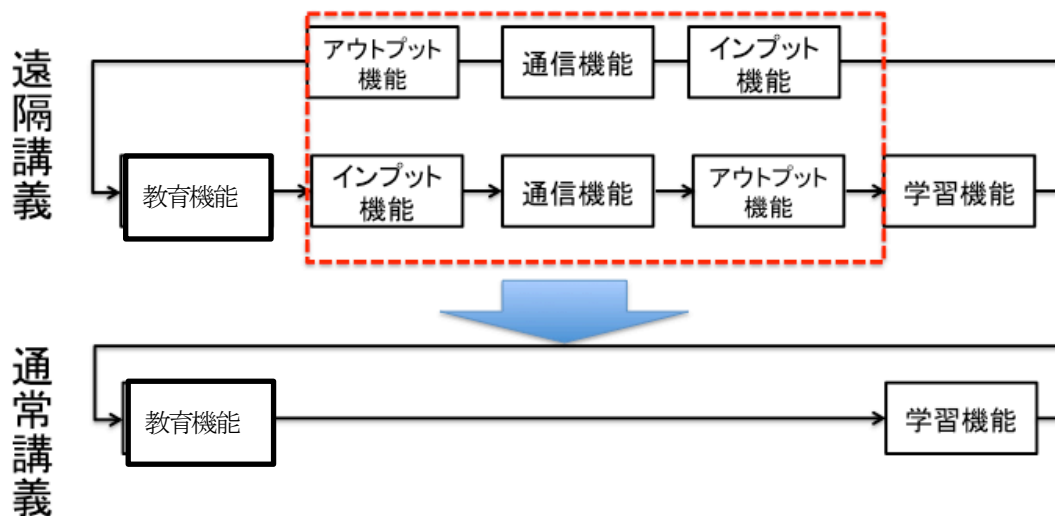 遠隔講義
アウトプット
機能
通信機能
インプット
機能
教育機能
インプット
機能
通信機能
アウトプット
機能
学習機能
通常講義
教育機能
学習機能